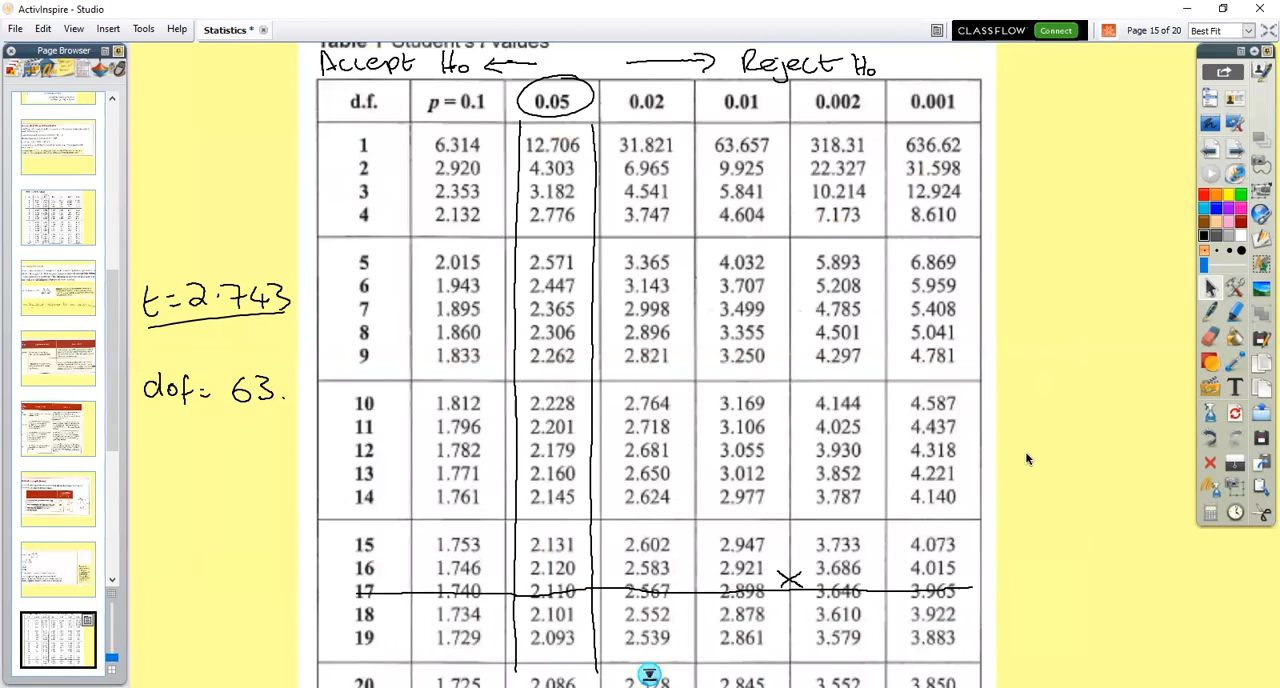 ActivInspire - Studio
File Edit View Insert Tools Help Statistics *
CLASSFLOW Connect
Page 15 of 20 Best Fit
Page Browser
Table 1 Student's t values
Accept Ho Reject Ho
d.f. p = 0.1 0.05 0.02 0.01 0.002 0.001
1 6.314 12.706 31.821 63.657 318.31 636.62
2 2.920 4.303 6.965 9.925 22.327 31.598
3 2.353 3.182 4.541 5.841 10.214 12.924
4 2.132 2.776 3.747 4.604 7.173 8.610
5 2.015 2.571 3.365 4.032 5.893 6.869
6 1.943 2.447 3.143 3.707 5.208 5.959
t = 2.743
7 1.895 2.365 2.998 3.499 4.785 5.408
8 1.860 2.306 2.896 3.355 4.501 5.041
9 1.833 2.262 2.821 3.250 4.297 4.781
dof = 63.
10 1.812 2.228 2.764 3.169 4.144 4.587
11 1.796 2.201 2.718 3.106 4.025 4.437
12 1.782 2.179 2.681 3.055 3.930 4.318
13 1.771 2.160 2.650 3.012 3.852 4.221
14 1.761 2.145 2.624 2.977 3.787 4.140
15 1.753 2.131 2.602 2.947 3.733 4.073
16 1.746 2.120 2.583 2.921 3.686 4.015
17 1.740 2.110 2.567 2.898 3.646 3.965
18 1.734 2.101 2.552 2.878 3.610 3.922
19 1.729 2.093 2.539 2.861 3.579 3.883
20 1.725 2.086 2.845 3.552 3.850